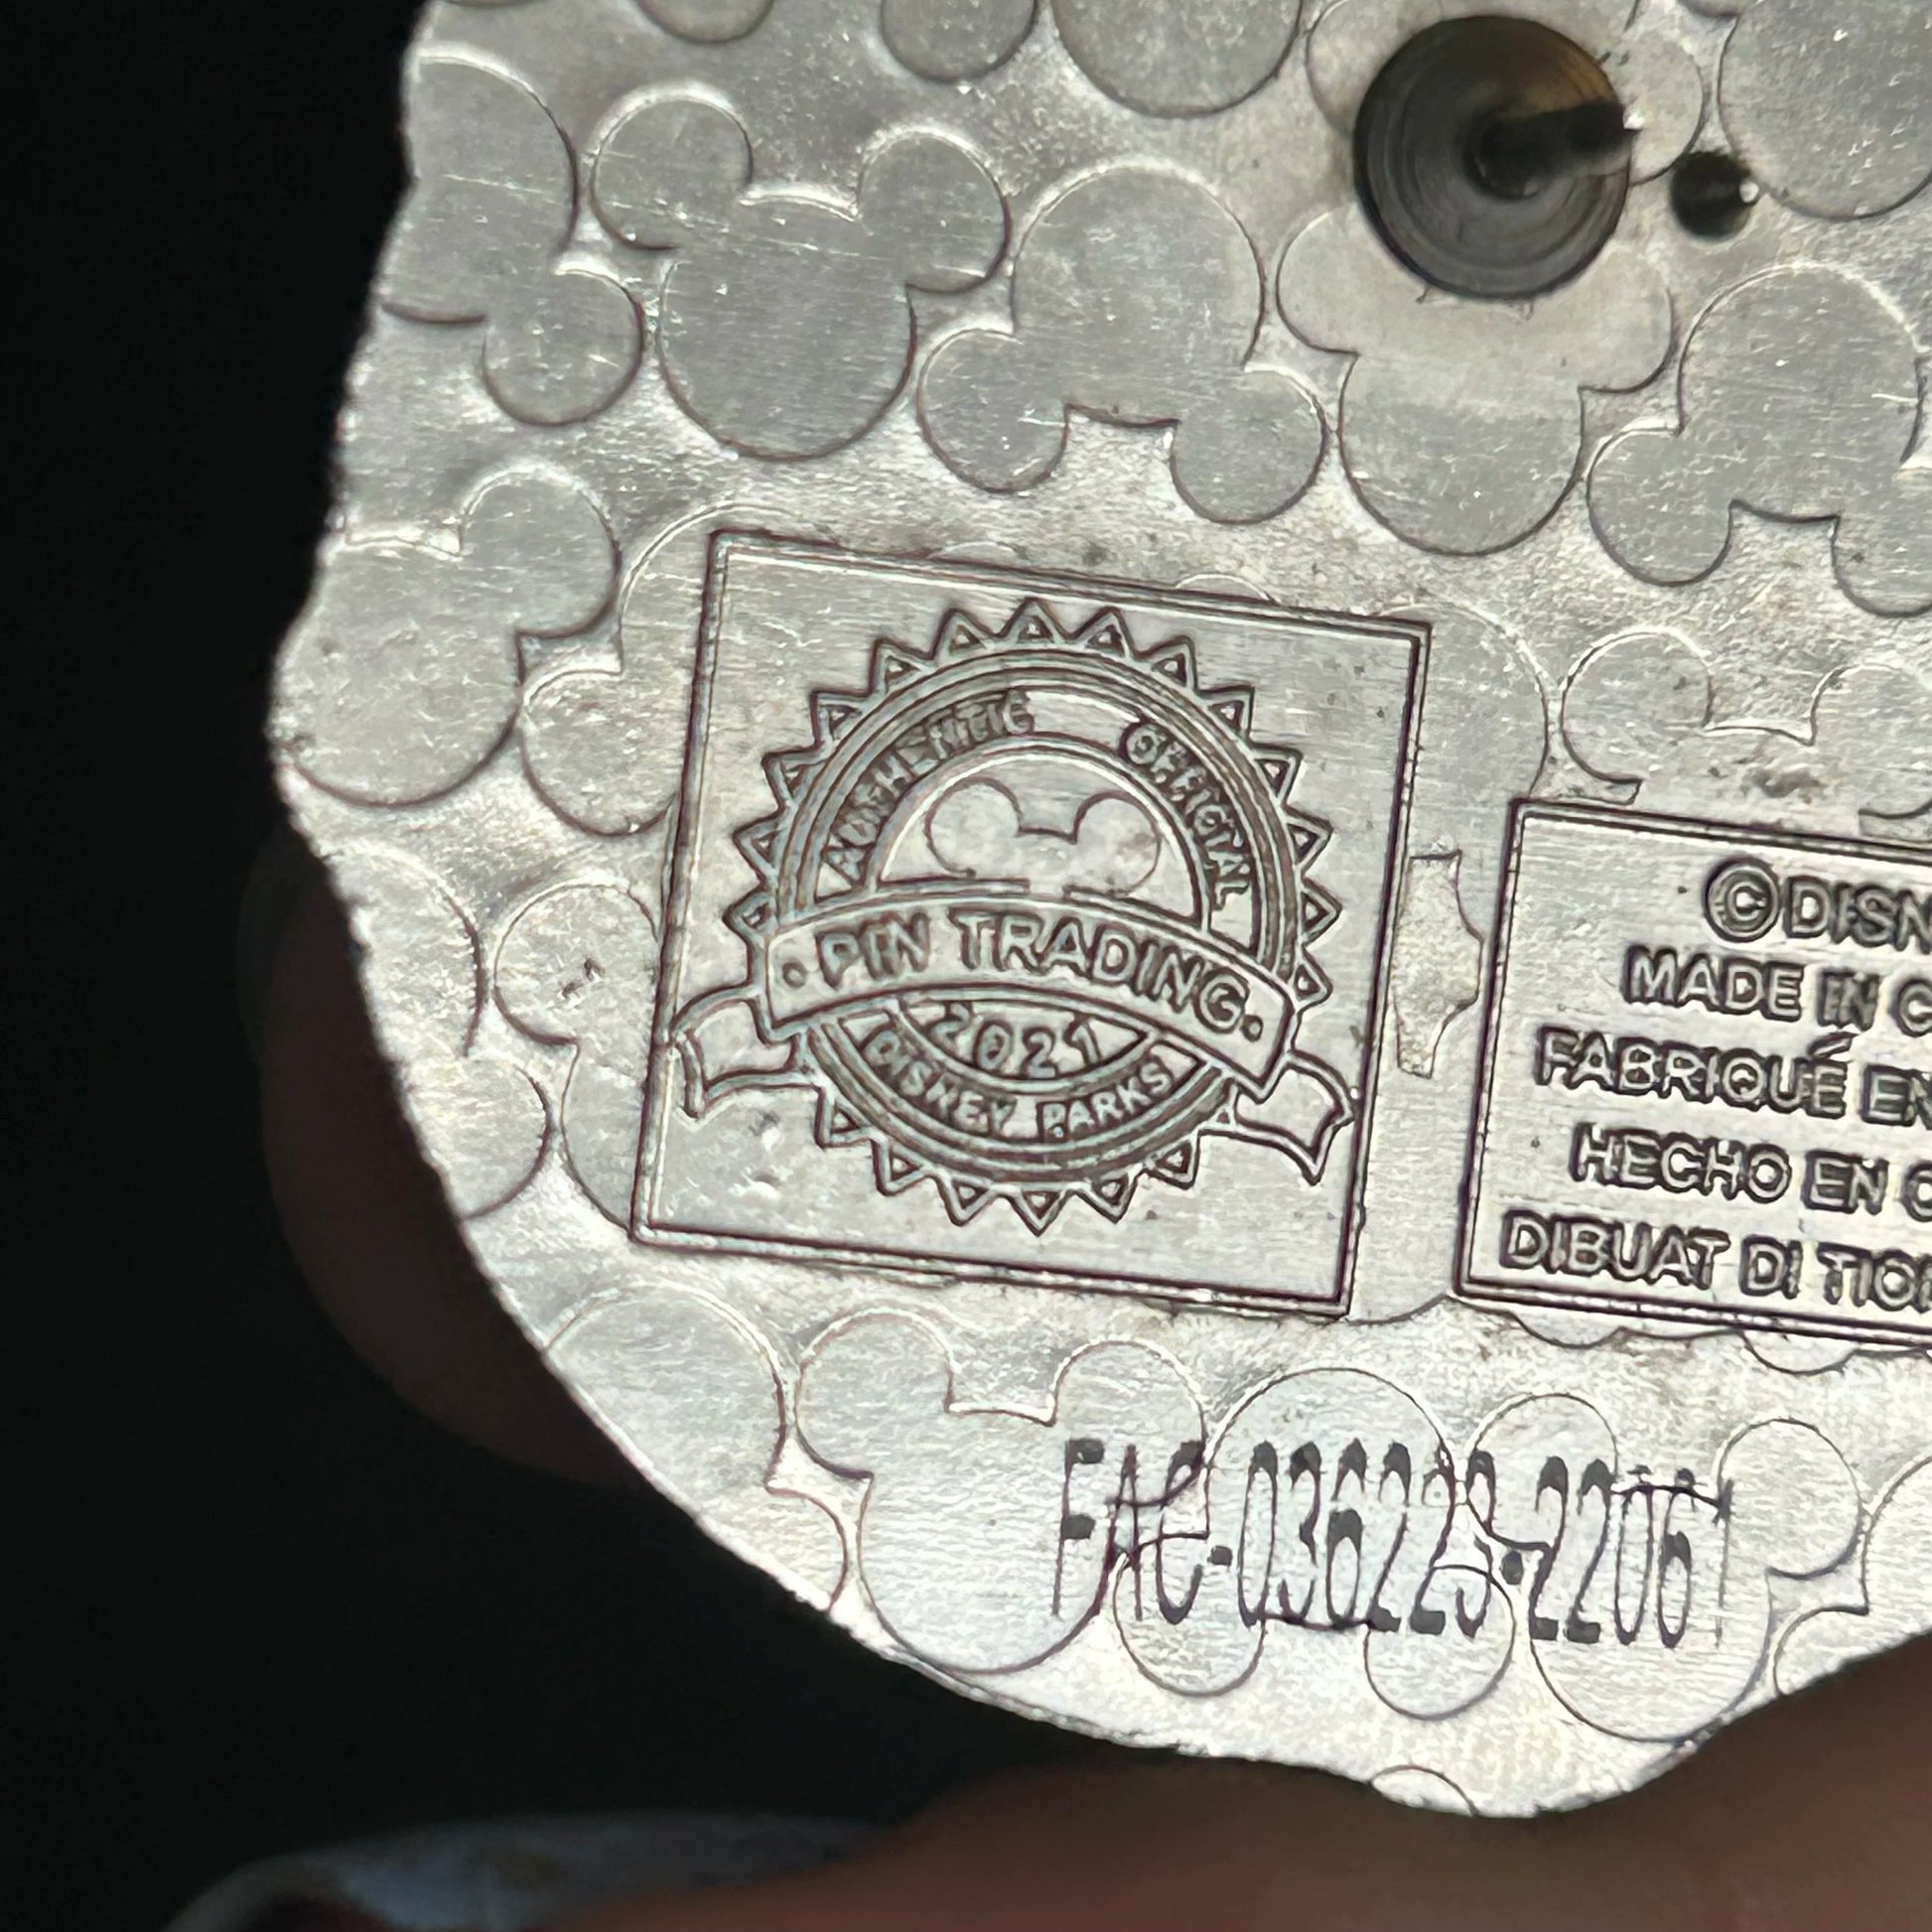 AUTHENTIC OFFICIAL
• PIN TRADING •
2021
DISNEY PARKS
©DISN
MADE IN C
FABRIQUÉ EN
HECHO EN C
DIBUAT DI TIO
FAC-036229-22061